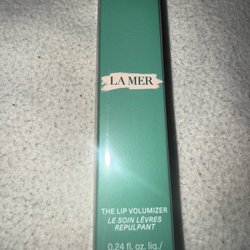 LA MER
THE LIP VOLUMIZER
LE SOIN LÈVRES
REPULPANT
0.24 fl. oz. liq./